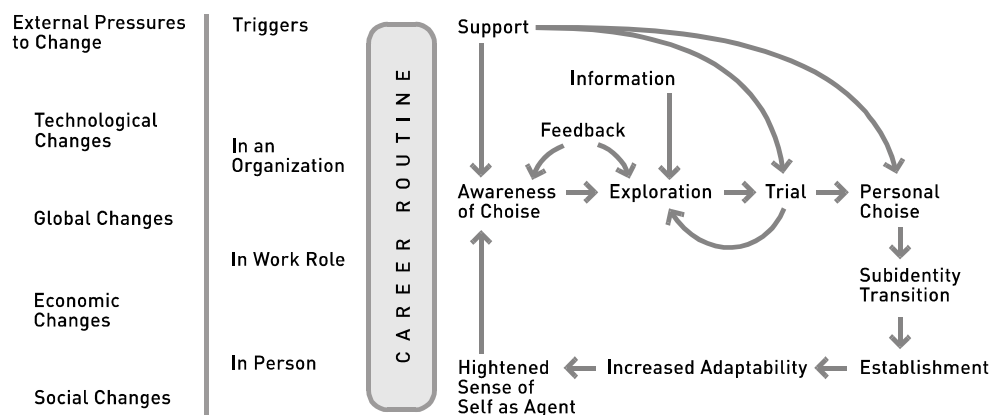 External Pressures
to Change
Technological
Changes
Global Changes
Economic
Changes
Social Changes
Triggers
In an
Organization
In Work Role
In Person
CAREER ROUTINE
Support
Information
Feedback
Awareness
of Choise
Exploration
Trial
Personal
Choise
Subidentity
Transition
Establishment
Increased Adaptability
Hightened
Sense of
Self as Agent